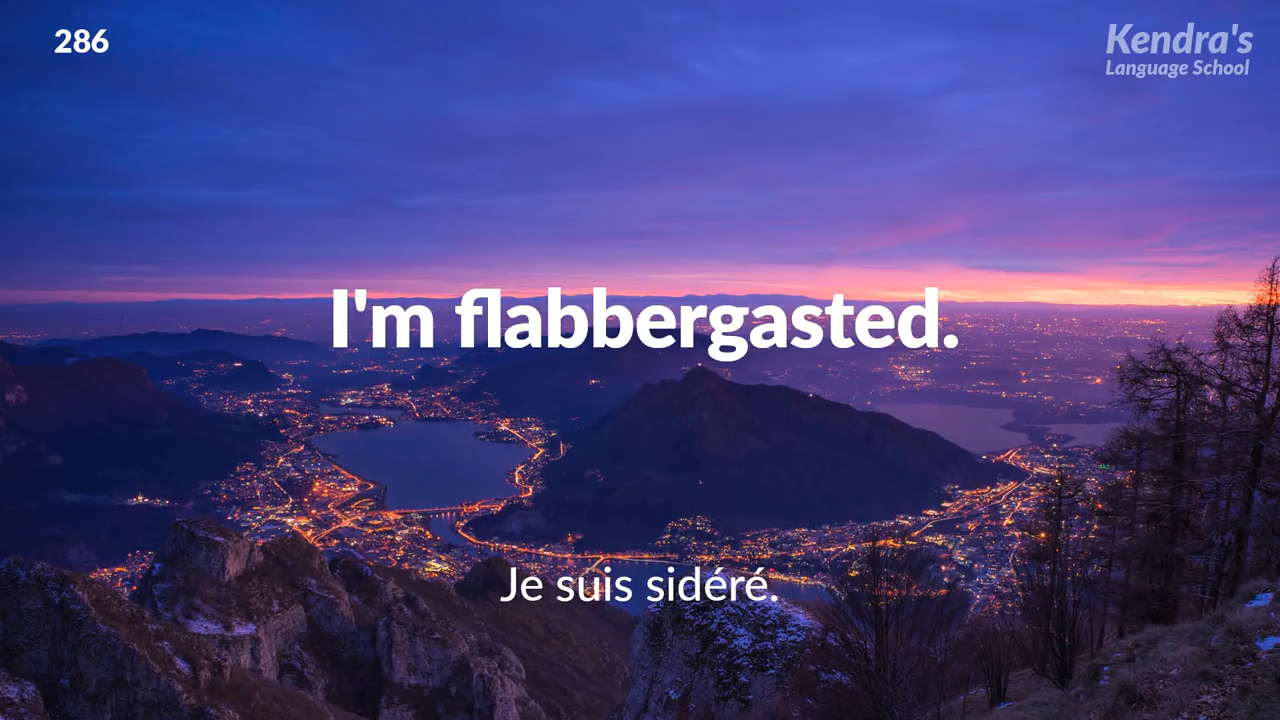 286
Kendra's
Language School
I'm flabbergasted.
Je suis sidéré.